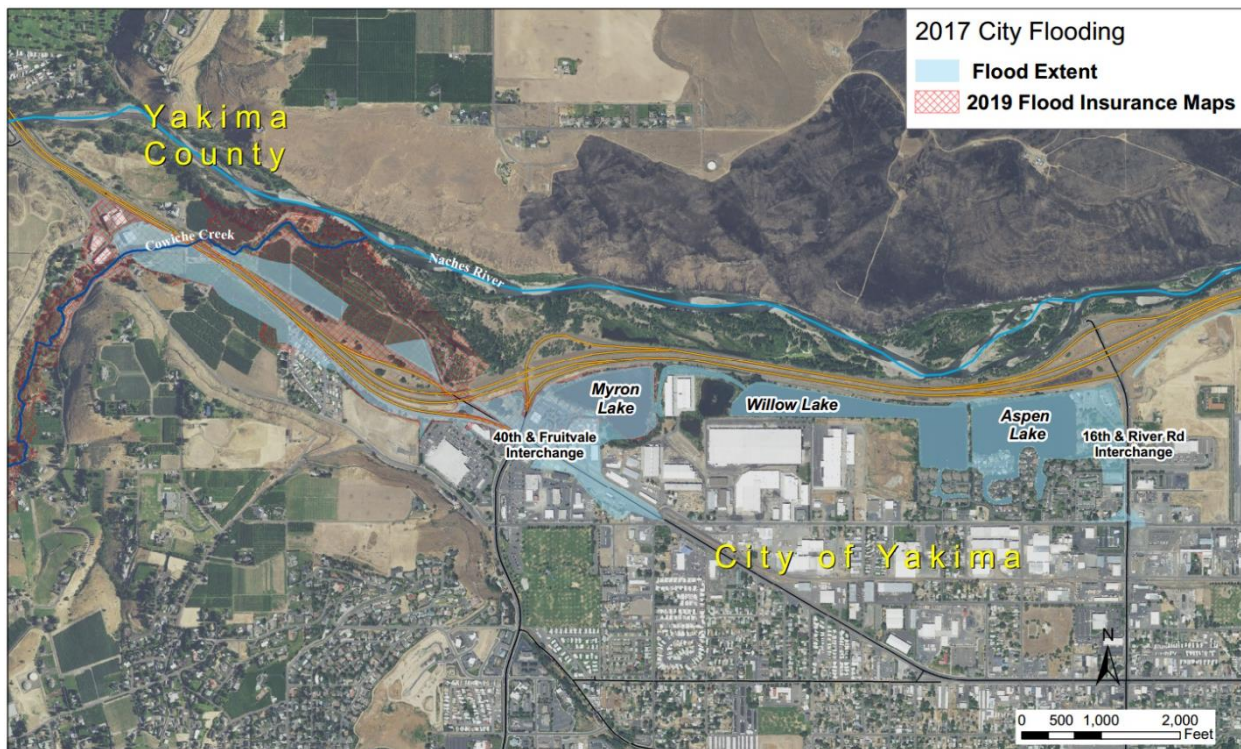 2017 City Flooding
Flood Extent
2019 Flood Insurance Maps
Yakima
County
Cowiche Creek
Naches River
Myron
Lake
Willow Lake
Aspen
Lake
40th & Fruitvale
Interchange
16th & River Rd
Interchange
City of Yakima
N
0 500 1,000 2,000
Feet